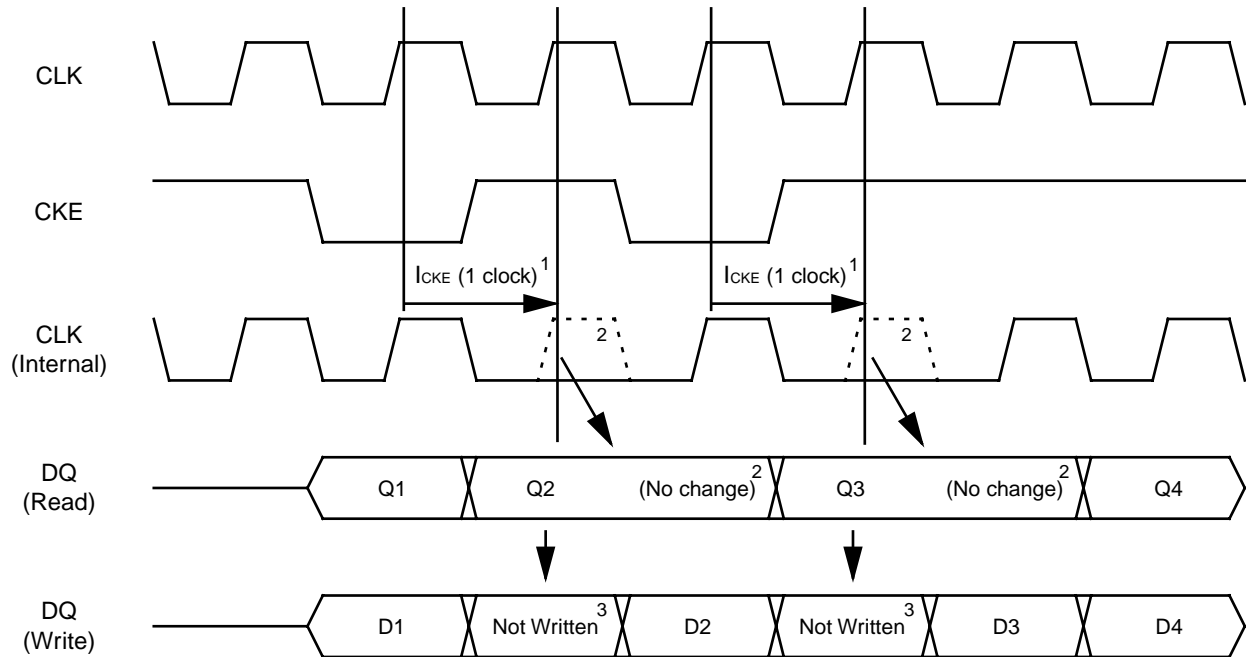 CLK
CKE
ICKE (1 clock)1 ICKE (1 clock)1
CLK
(Internal)
2 2
DQ
(Read)
Q1 Q2 (No change)2 Q3 (No change)2 Q4
DQ
(Write)
D1 Not Written3 D2 Not Written3 D3 D4